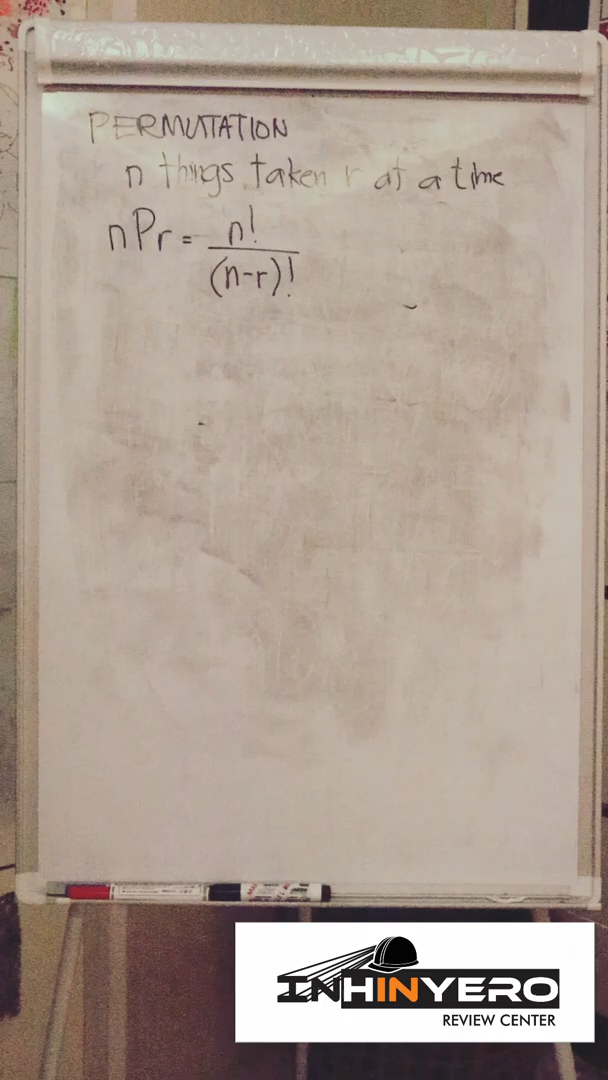 PERMUTATION
n things taken r at a time
nPr = n!
(n-r)!
INHINYERO
REVIEW CENTER